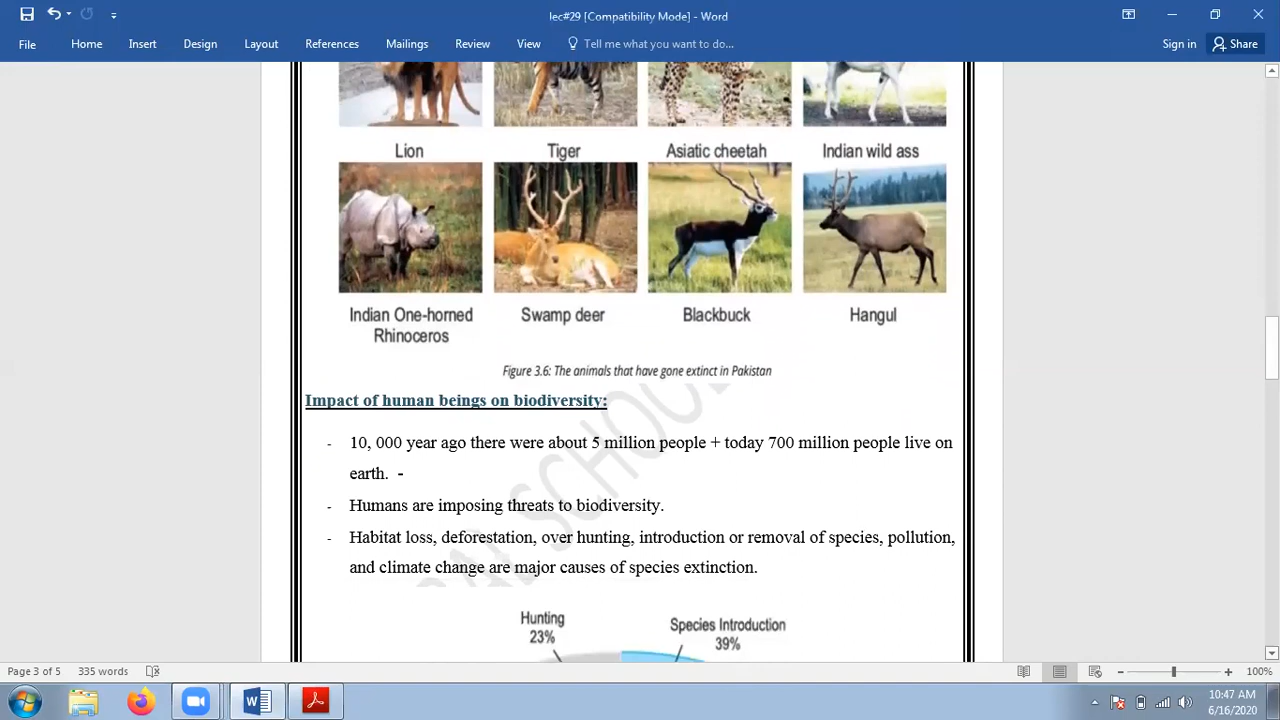 lec#29 [Compatibility Mode] - Word
File Home Insert Design Layout References Mailings Review View Tell me what you want to do... Sign in Share
Lion Tiger Asiatic cheetah Indian wild ass
Indian One-horned Rhinoceros Swamp deer Blackbuck Hangul
Figure 3.6: The animals that have gone extinct in Pakistan
Impact of human beings on biodiversity:
- 10, 000 year ago there were about 5 million people + today 700 million people live on
earth. -
- Humans are imposing threats to biodiversity.
- Habitat loss, deforestation, over hunting, introduction or removal of species, pollution,
and climate change are major causes of species extinction.
Hunting
23%
Species Introduction
39%
SCHOOL
Page 3 of 5 335 words 100%
10:47 AM
6/16/2020